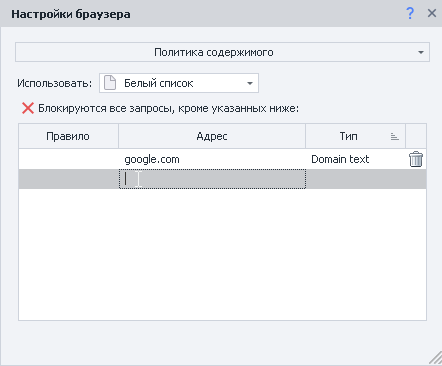 Настройки браузера ?
Политика содержимого
Использовать: Белый список
Блокируются все запросы, кроме указанных ниже:
Правило Адрес Тип
google.com Domain text